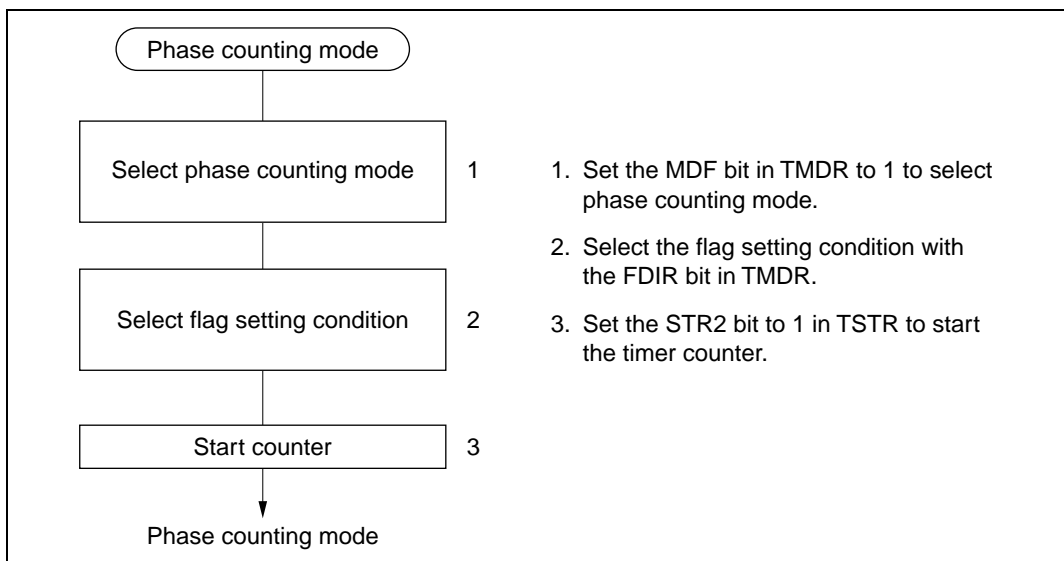 Phase counting mode
Select phase counting mode 1
Select flag setting condition 2
Start counter 3
Phase counting mode
1. Set the MDF bit in TMDR to 1 to select
phase counting mode.
2. Select the flag setting condition with
the FDIR bit in TMDR.
3. Set the STR2 bit to 1 in TSTR to start
the timer counter.